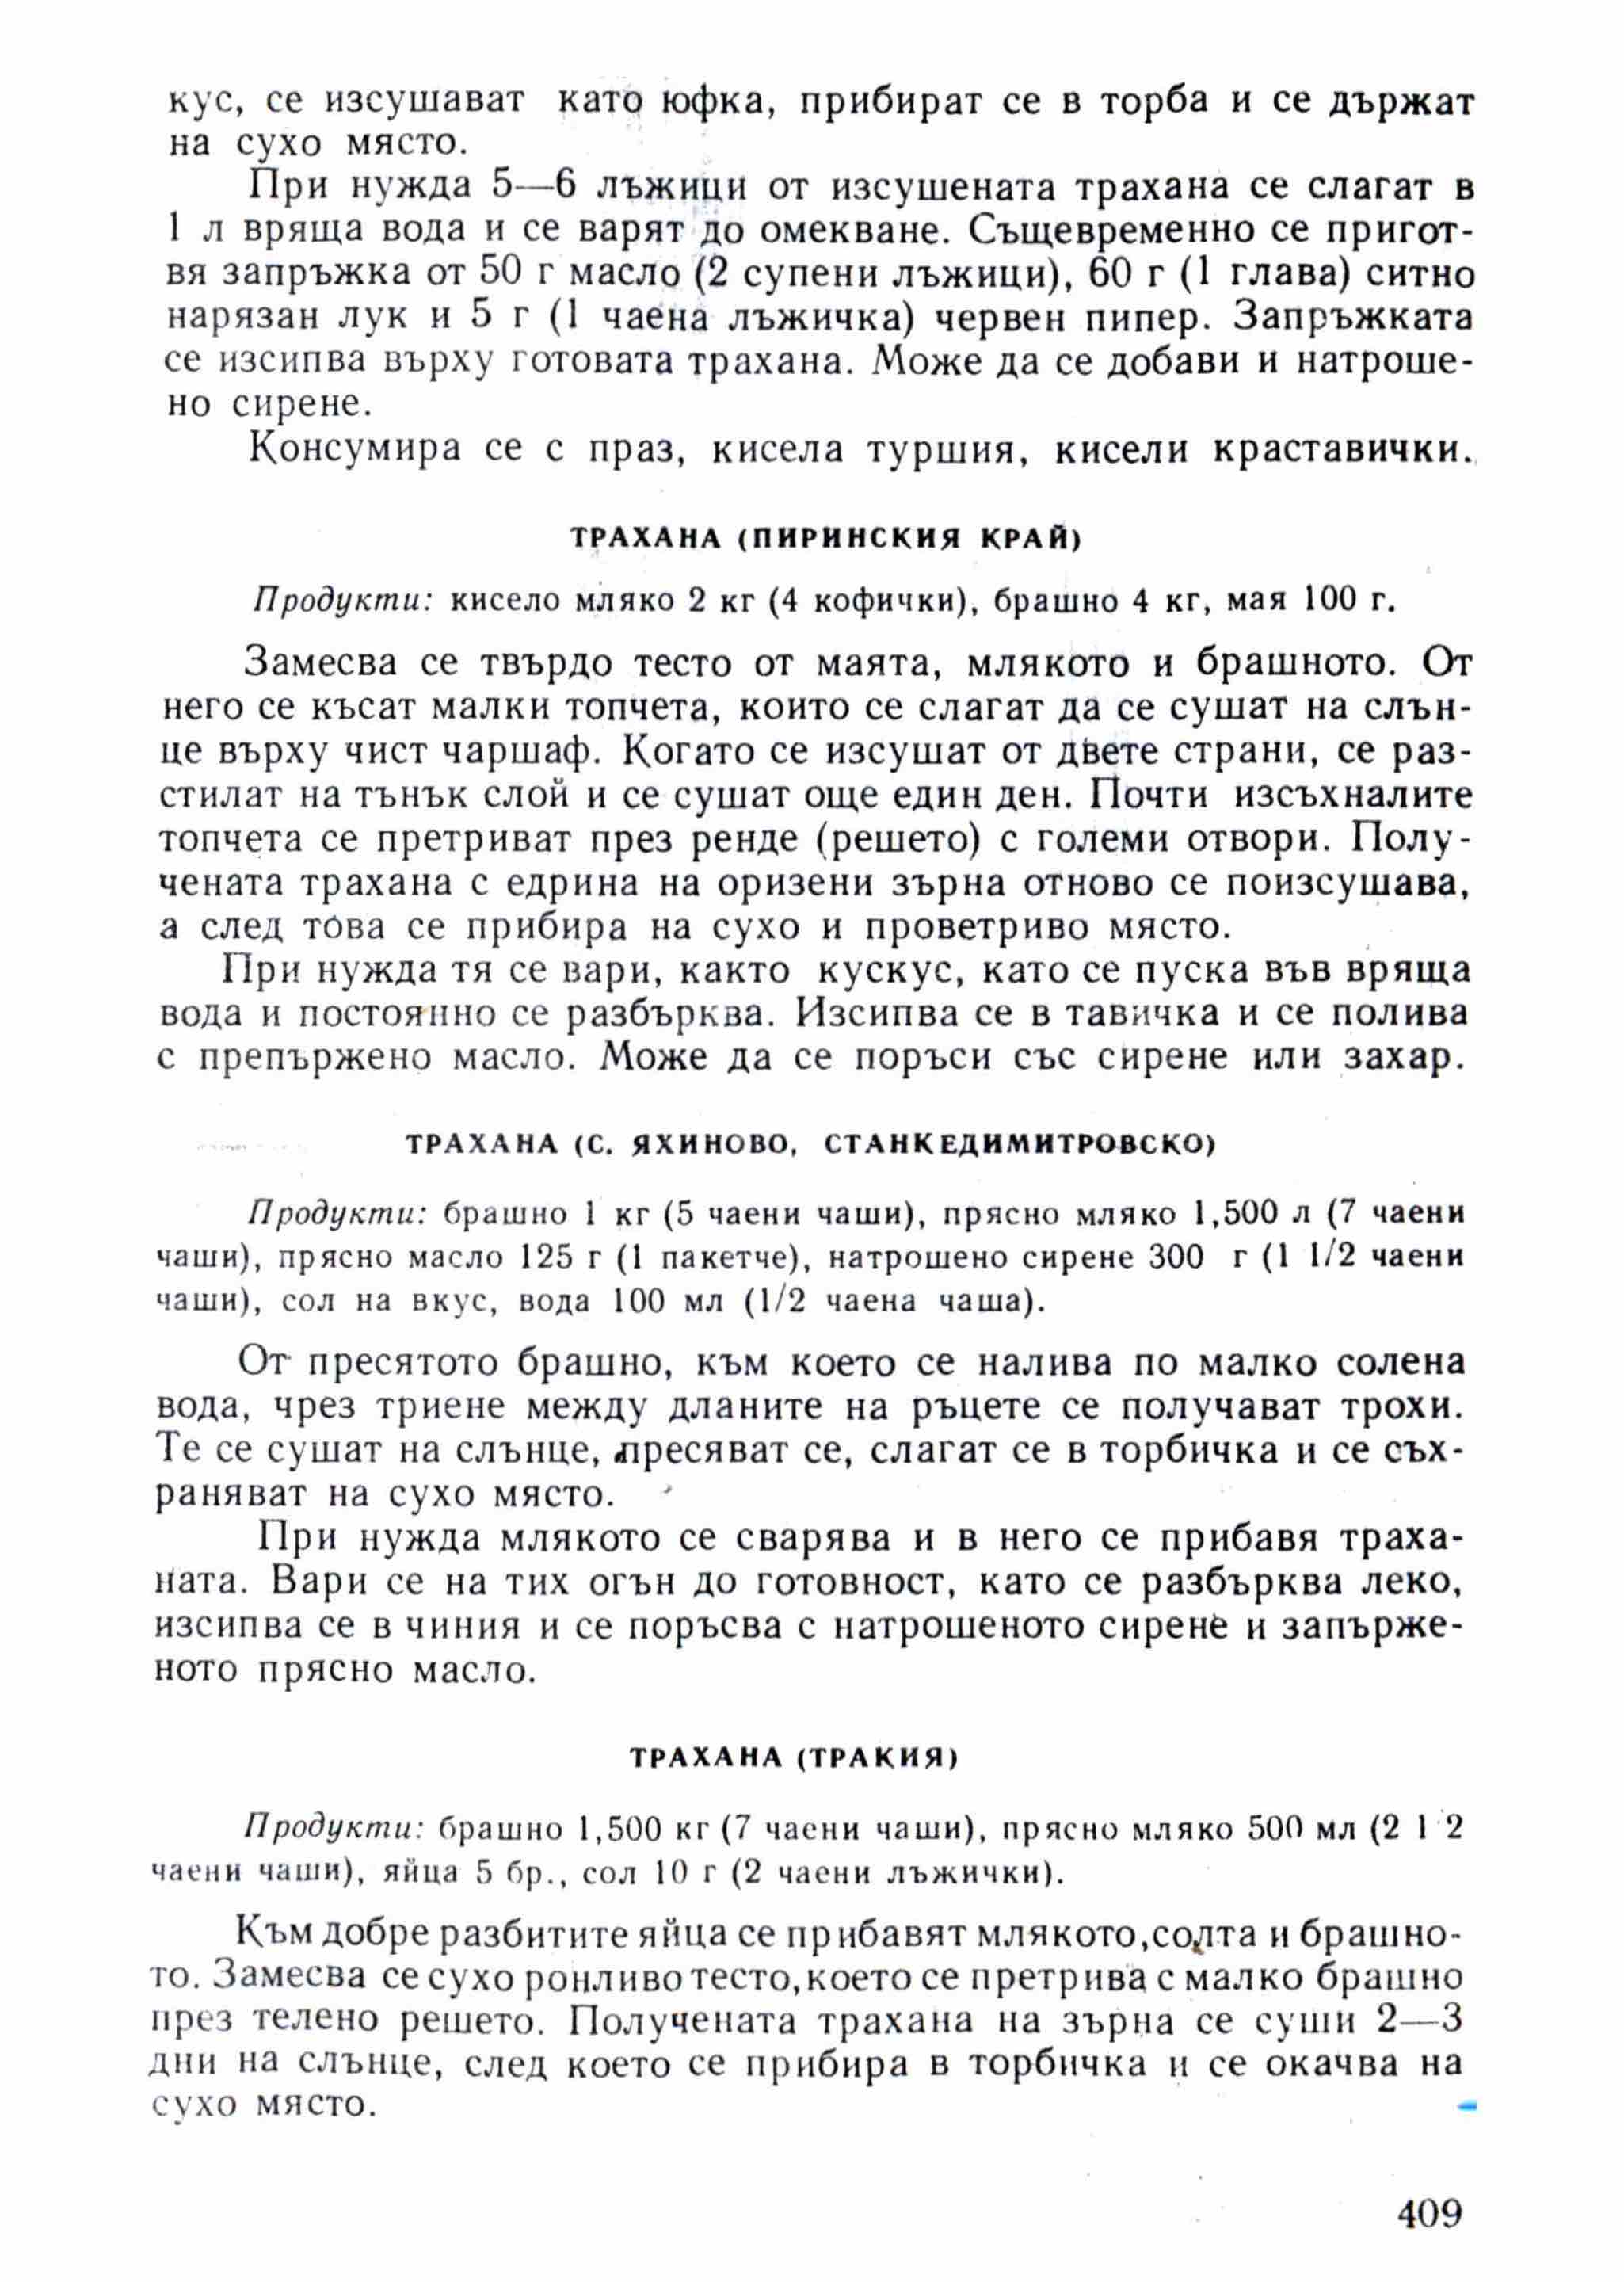 кус, се изсушават като юфка, прибират се в торба и се държат
на сухо място.
При нужда 5—6 лъжици от изсушената трахана се слагат в
1 л вряща вода и се варят до омекване. Същевременно се пригот-
вя запръжка от 50 г масло (2 супени лъжици), 60 г (1 глава) ситно
нарязан лук и 5 г (1 чаена лъжичка) червен пипер. Запръжката
се изсипва върху готовата трахана. Може да се добави и натроше-
но сирене.
Консумира се с праз, кисела туршия, кисели краставички.
ТРАХАНА (ПИРИНСКИЯ КРАЙ)
Продукти: кисело мляко 2 кг (4 кофички), брашно 4 кг, мая 100 г.
Замесва се твърдо тесто от маята, млякото и брашното. От
него се късат малки топчета, които се слагат да се сушат на слън-
це върху чист чаршаф. Когато се изсушат от двете страни, се раз-
стилат на тънък слой и се сушат още един ден. Почти изсъхналите
топчета се претриват през ренде (решето) с големи отвори. Полу-
чената трахана с едрина на оризени зърна отново се поизсушава,
а след това се прибира на сухо и проветриво място.
При нужда тя се вари, както кускус, като се пуска във вряща
вода и постоянно се разбърква. Изсипва се в тавичка и се полива
с препържено масло. Може да се поръси със сирене или захар.
ТРАХАНА (С. ЯХИНОВО, СТАНКЕДИМИТРОВСКО)
Продукти: брашно 1 кг (5 чаени чаши), прясно мляко 1,500 л (7 чаени
чаши), прясно масло 125 г (1 пакетче), натрошено сирене 300 г (1 1/2 чаени
чаши), сол на вкус, вода 100 мл (1/2 чаена чаша).
От пресятото брашно, към което се налива по малко солена
вода, чрез триене между дланите на ръцете се получават трохи.
Те се сушат на слънце, пресяват се, слагат се в торбичка и се съх-
раняват на сухо място.
При нужда млякото се сварява и в него се прибавя траха-
ната. Вари се на тих огън до готовност, като се разбърква леко,
изсипва се в чиния и се поръсва с натрошеното сирене и запърже-
ното прясно масло.
ТРАХАНА (ТРАКИЯ)
Продукти: брашно 1,500 кг (7 чаени чаши), прясно мляко 500 мл (2 1 2
чаени чаши), яйца 5 бр., сол 10 г (2 чаени лъжички).
Към добре разбитите яйца се прибавят млякото, солта и брашно-
то. Замесва се сухо ронливо тесто, което се претрива с малко брашно
през телено решето. Получената трахана на зърна се суши 2—3
дни на слънце, след което се прибира в торбичка и се окачва на
сухо място.
409